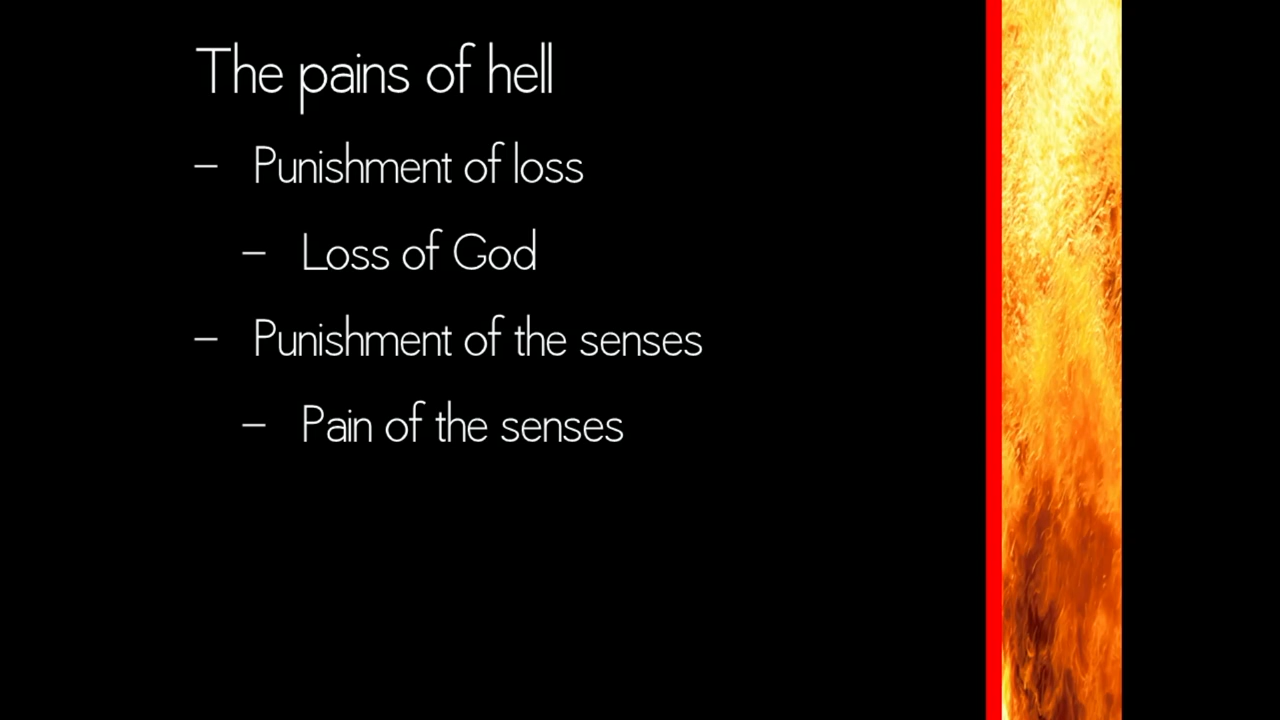 The pains of hell
– Punishment of loss
– Loss of God
– Punishment of the senses
– Pain of the senses